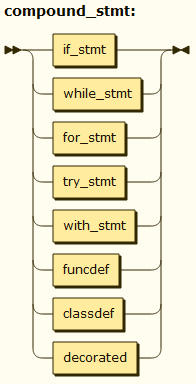 compound_stmt:
if_stmt
while_stmt
for_stmt
try_stmt
with_stmt
funcdef
classdef
decorated